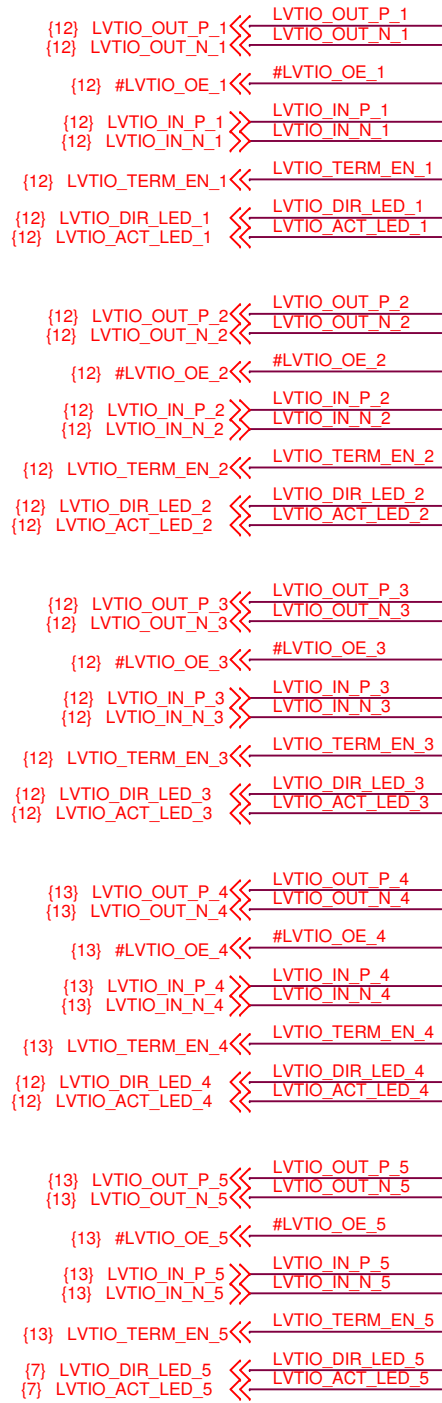 {12} LVTIO_OUT_P_1 LVTIO_OUT_P_1
{12} LVTIO_OUT_N_1 LVTIO_OUT_N_1
{12} #LVTIO_OE_1 #LVTIO_OE_1
{12} LVTIO_IN_P_1 LVTIO_IN_P_1
{12} LVTIO_IN_N_1 LVTIO_IN_N_1
{12} LVTIO_TERM_EN_1 LVTIO_TERM_EN_1
{12} LVTIO_DIR_LED_1 LVTIO_DIR_LED_1
{12} LVTIO_ACT_LED_1 LVTIO_ACT_LED_1
{12} LVTIO_OUT_P_2 LVTIO_OUT_P_2
{12} LVTIO_OUT_N_2 LVTIO_OUT_N_2
{12} #LVTIO_OE_2 #LVTIO_OE_2
{12} LVTIO_IN_P_2 LVTIO_IN_P_2
{12} LVTIO_IN_N_2 LVTIO_IN_N_2
{12} LVTIO_TERM_EN_2 LVTIO_TERM_EN_2
{12} LVTIO_DIR_LED_2 LVTIO_DIR_LED_2
{12} LVTIO_ACT_LED_2 LVTIO_ACT_LED_2
{12} LVTIO_OUT_P_3 LVTIO_OUT_P_3
{12} LVTIO_OUT_N_3 LVTIO_OUT_N_3
{12} #LVTIO_OE_3 #LVTIO_OE_3
{12} LVTIO_IN_P_3 LVTIO_IN_P_3
{12} LVTIO_IN_N_3 LVTIO_IN_N_3
{12} LVTIO_TERM_EN_3 LVTIO_TERM_EN_3
{12} LVTIO_DIR_LED_3 LVTIO_DIR_LED_3
{12} LVTIO_ACT_LED_3 LVTIO_ACT_LED_3
{13} LVTIO_OUT_P_4 LVTIO_OUT_P_4
{13} LVTIO_OUT_N_4 LVTIO_OUT_N_4
{13} #LVTIO_OE_4 #LVTIO_OE_4
{13} LVTIO_IN_P_4 LVTIO_IN_P_4
{13} LVTIO_IN_N_4 LVTIO_IN_N_4
{13} LVTIO_TERM_EN_4 LVTIO_TERM_EN_4
{12} LVTIO_DIR_LED_4 LVTIO_DIR_LED_4
{12} LVTIO_ACT_LED_4 LVTIO_ACT_LED_4
{13} LVTIO_OUT_P_5 LVTIO_OUT_P_5
{13} LVTIO_OUT_N_5 LVTIO_OUT_N_5
{13} #LVTIO_OE_5 #LVTIO_OE_5
{13} LVTIO_IN_P_5 LVTIO_IN_P_5
{13} LVTIO_IN_N_5 LVTIO_IN_N_5
{13} LVTIO_TERM_EN_5 LVTIO_TERM_EN_5
{7} LVTIO_DIR_LED_5 LVTIO_DIR_LED_5
{7} LVTIO_ACT_LED_5 LVTIO_ACT_LED_5